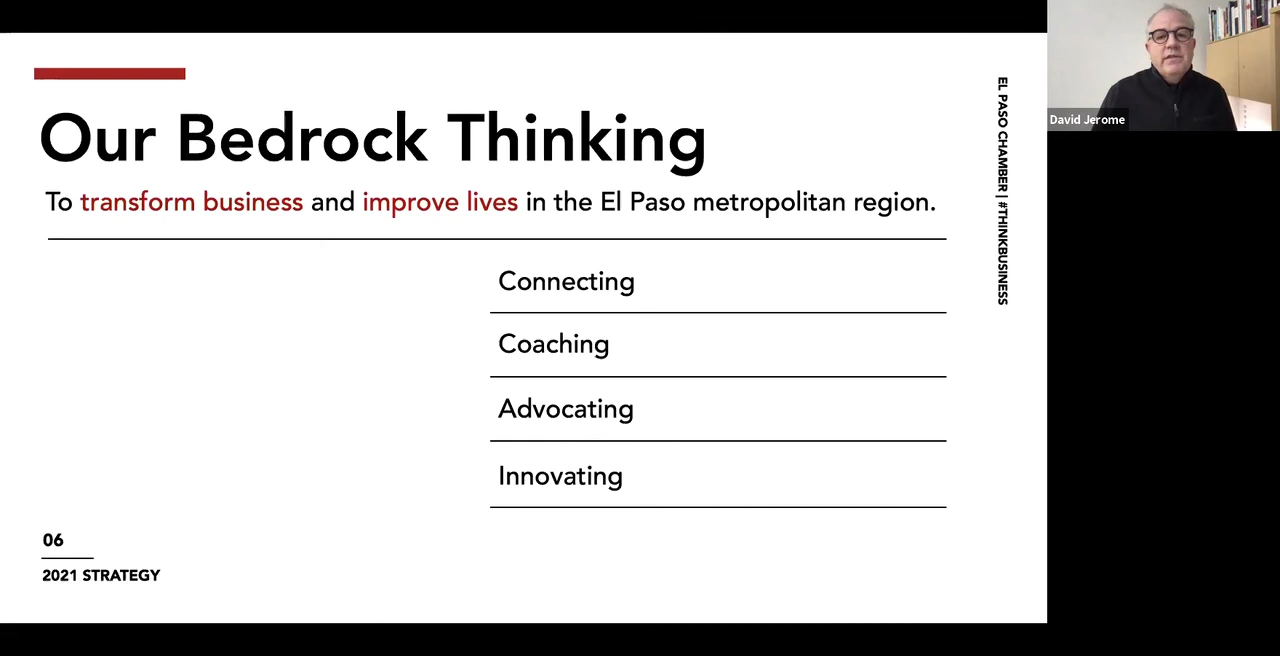 Our Bedrock Thinking
To transform business and improve lives in the El Paso metropolitan region.
Connecting
Coaching
Advocating
Innovating
06
2021 STRATEGY
EL PASO CHAMBER | #THINKBUSINESS
David Jerome